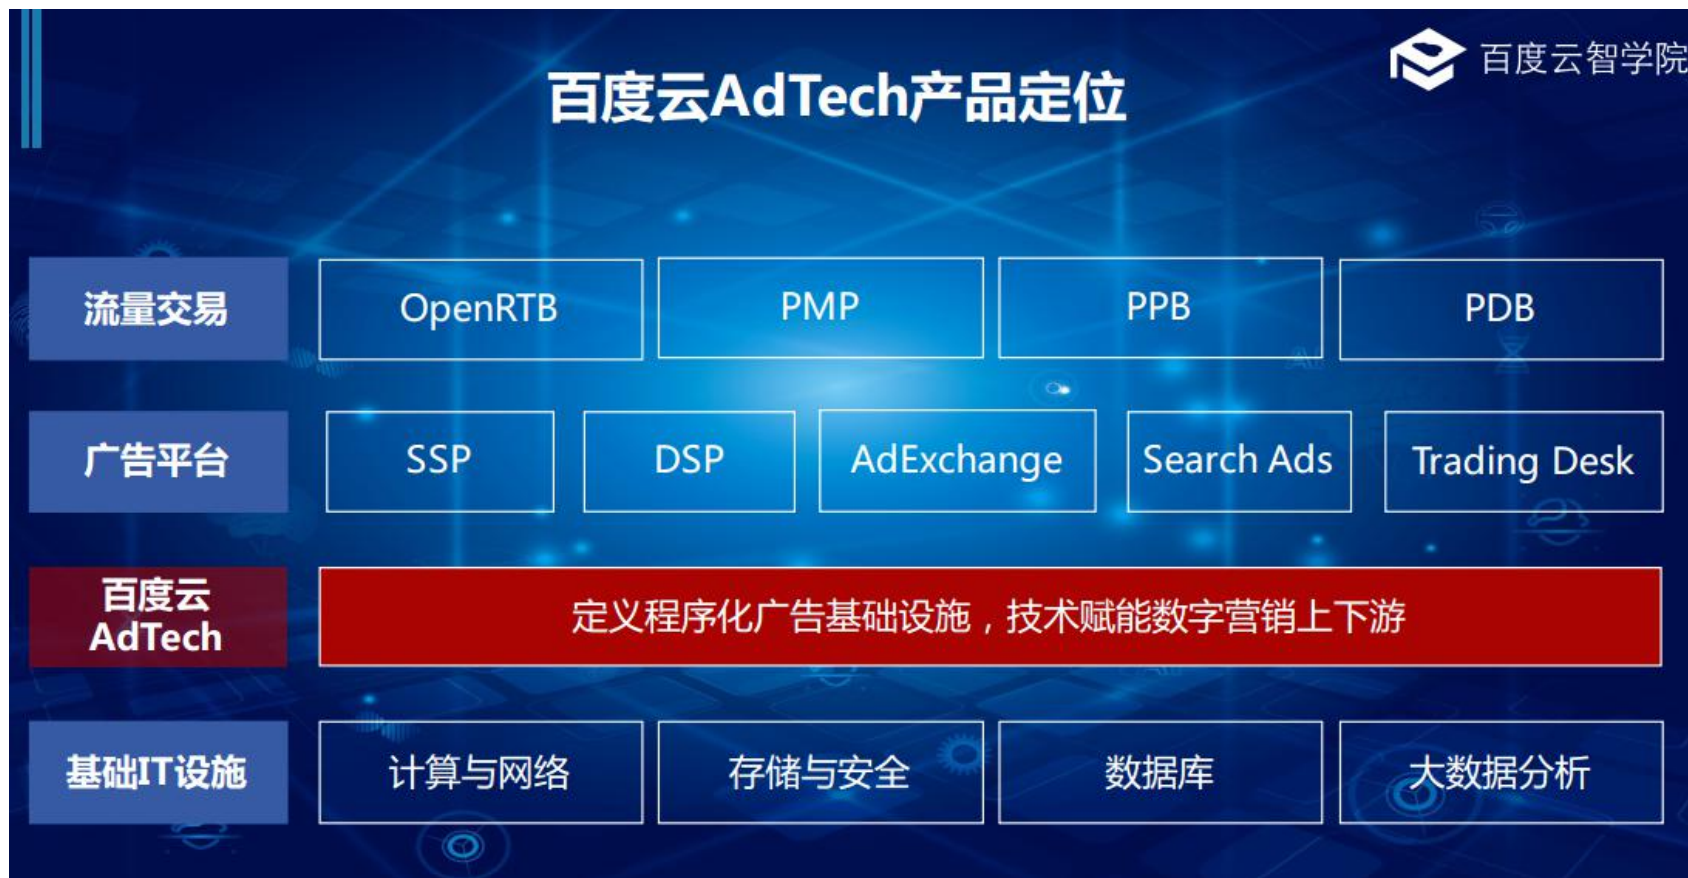 百度云智学院
百度云AdTech产品定位
流量交易
OpenRTB
PMP
PPB
PDB
广告平台
SSP
DSP
AdExchange
Search Ads
Trading Desk
百度云
AdTech
定义程序化广告基础设施，技术赋能数字营销上下游
基础IT设施
计算与网络
存储与安全
数据库
大数据分析